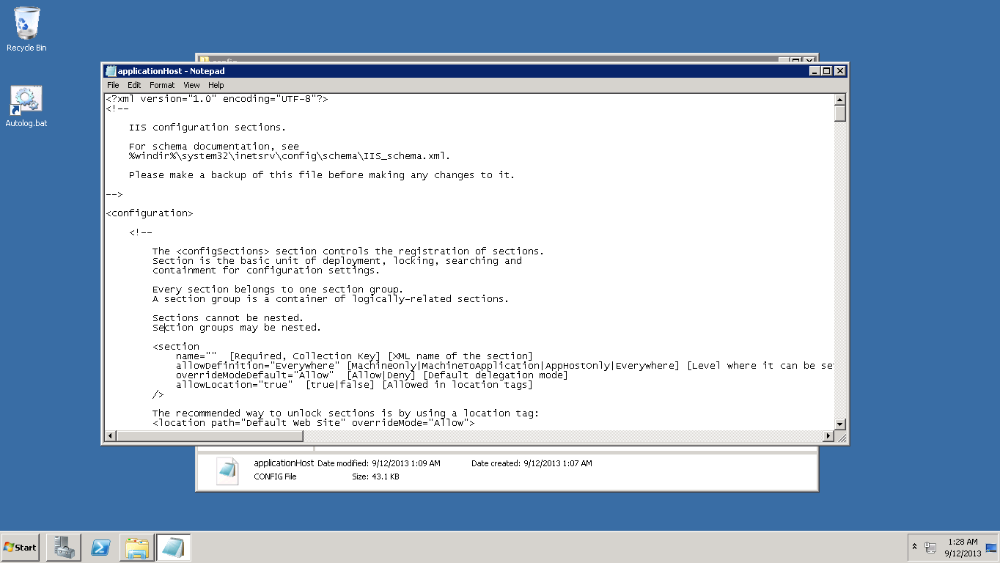 Recycle Bin
Autolog.bat
config
applicationHost - Notepad
File Edit Format View Help
<?xml version="1.0" encoding="UTF-8"?>
<!--
IIS configuration sections.
For schema documentation, see
%windir%\system32\inetsrv\config\schema\IIS_schema.xml.
Please make a backup of this file before making any changes to it.
-->
<configuration>
<!--
The <configSections> section controls the registration of sections.
Section is the basic unit of deployment, locking, searching and
containment for configuration settings.
Every section belongs to one section group.
A section group is a container of logically-related sections.
Sections cannot be nested.
Section groups may be nested.
<section
name="" [Required, Collection Key] [XML name of the section]
allowDefinition="Everywhere" [MachineOnly|MachineToApplication|AppHostOnly|Everywhere] [Level where it can be se
overrideModeDefault="Allow" [Allow|Deny] [Default delegation mode]
allowLocation="true" [true|false] [Allowed in location tags]
/>
The recommended way to unlock sections is by using a location tag:
<location path="Default Web Site" overrideMode="Allow">
applicationHost Date modified: 9/12/2013 1:09 AM Date created: 9/12/2013 1:07 AM
CONFIG File Size: 43.1 KB
Start
1:28 AM
9/12/2013